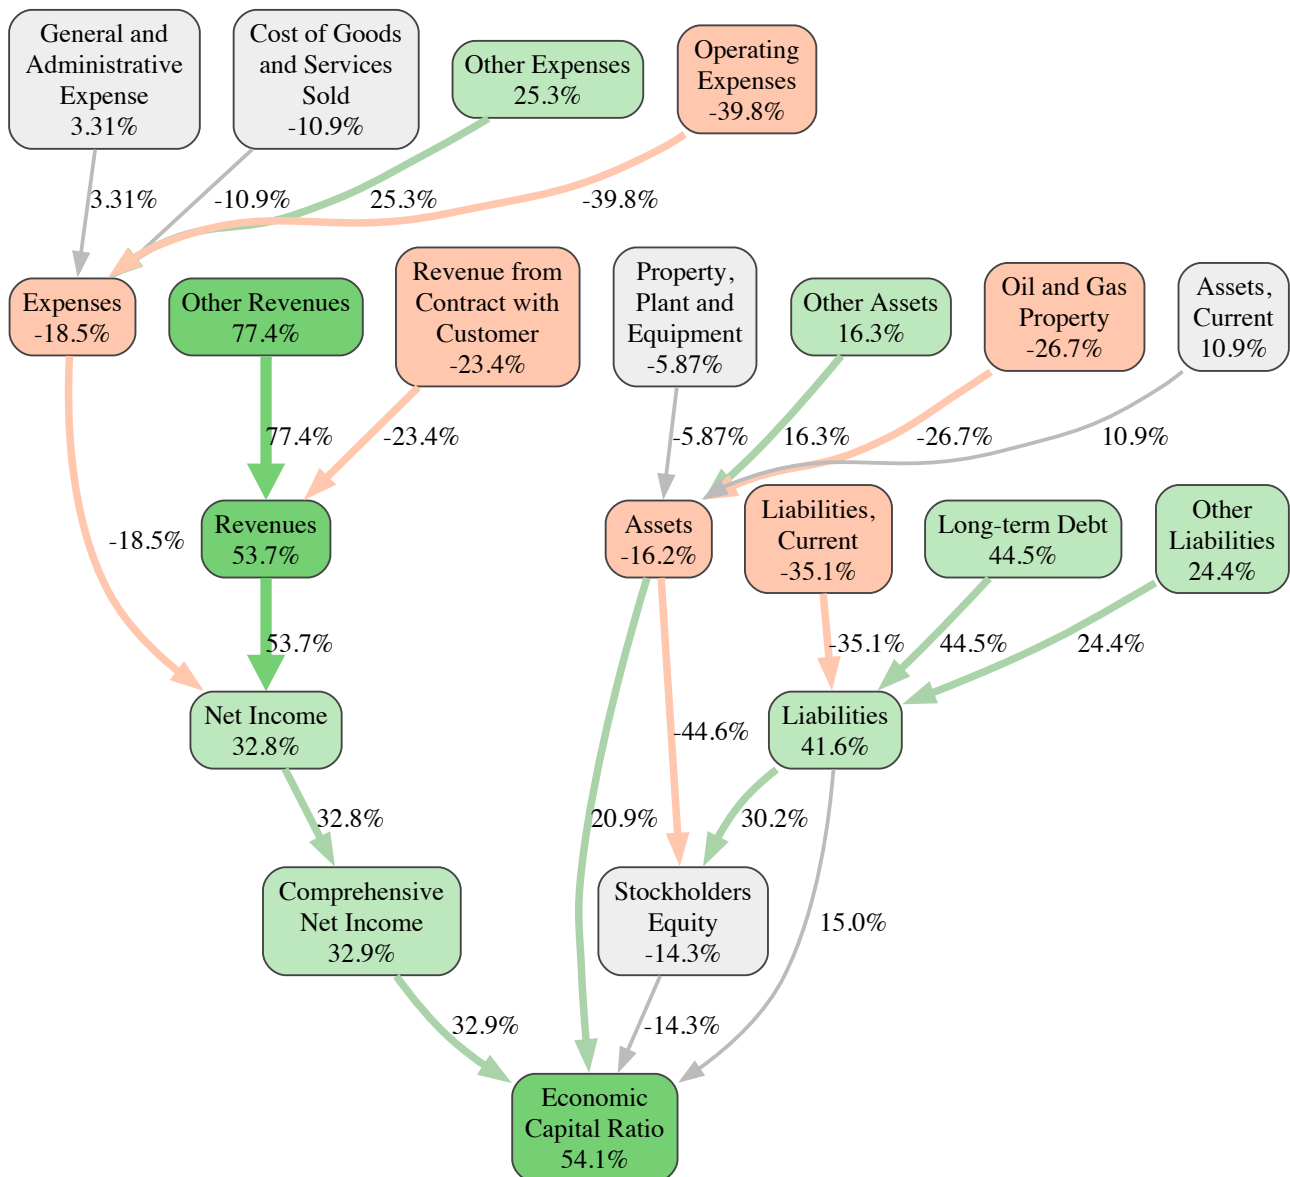 General and
Administrative
Expense
3.31%
Cost of Goods
and Services
Sold
-10.9%
Other Expenses
25.3%
Operating
Expenses
-39.8%
3.31%
-10.9%
25.3%
-39.8%
Expenses
-18.5%
Other Revenues
77.4%
Revenue from
Contract with
Customer
-23.4%
Property,
Plant and
Equipment
-5.87%
Other Assets
16.3%
Oil and Gas
Property
-26.7%
Assets,
Current
10.9%
77.4%
-23.4%
-5.87%
16.3%
-26.7%
10.9%
-18.5%
Revenues
53.7%
Assets
-16.2%
Liabilities,
Current
-35.1%
Long-term Debt
44.5%
Other
Liabilities
24.4%
53.7%
-35.1%
44.5%
24.4%
Net Income
32.8%
-44.6%
Liabilities
41.6%
32.8%
20.9%
30.2%
Comprehensive
Net Income
32.9%
Stockholders
Equity
-14.3%
15.0%
32.9%
-14.3%
Economic
Capital Ratio
54.1%